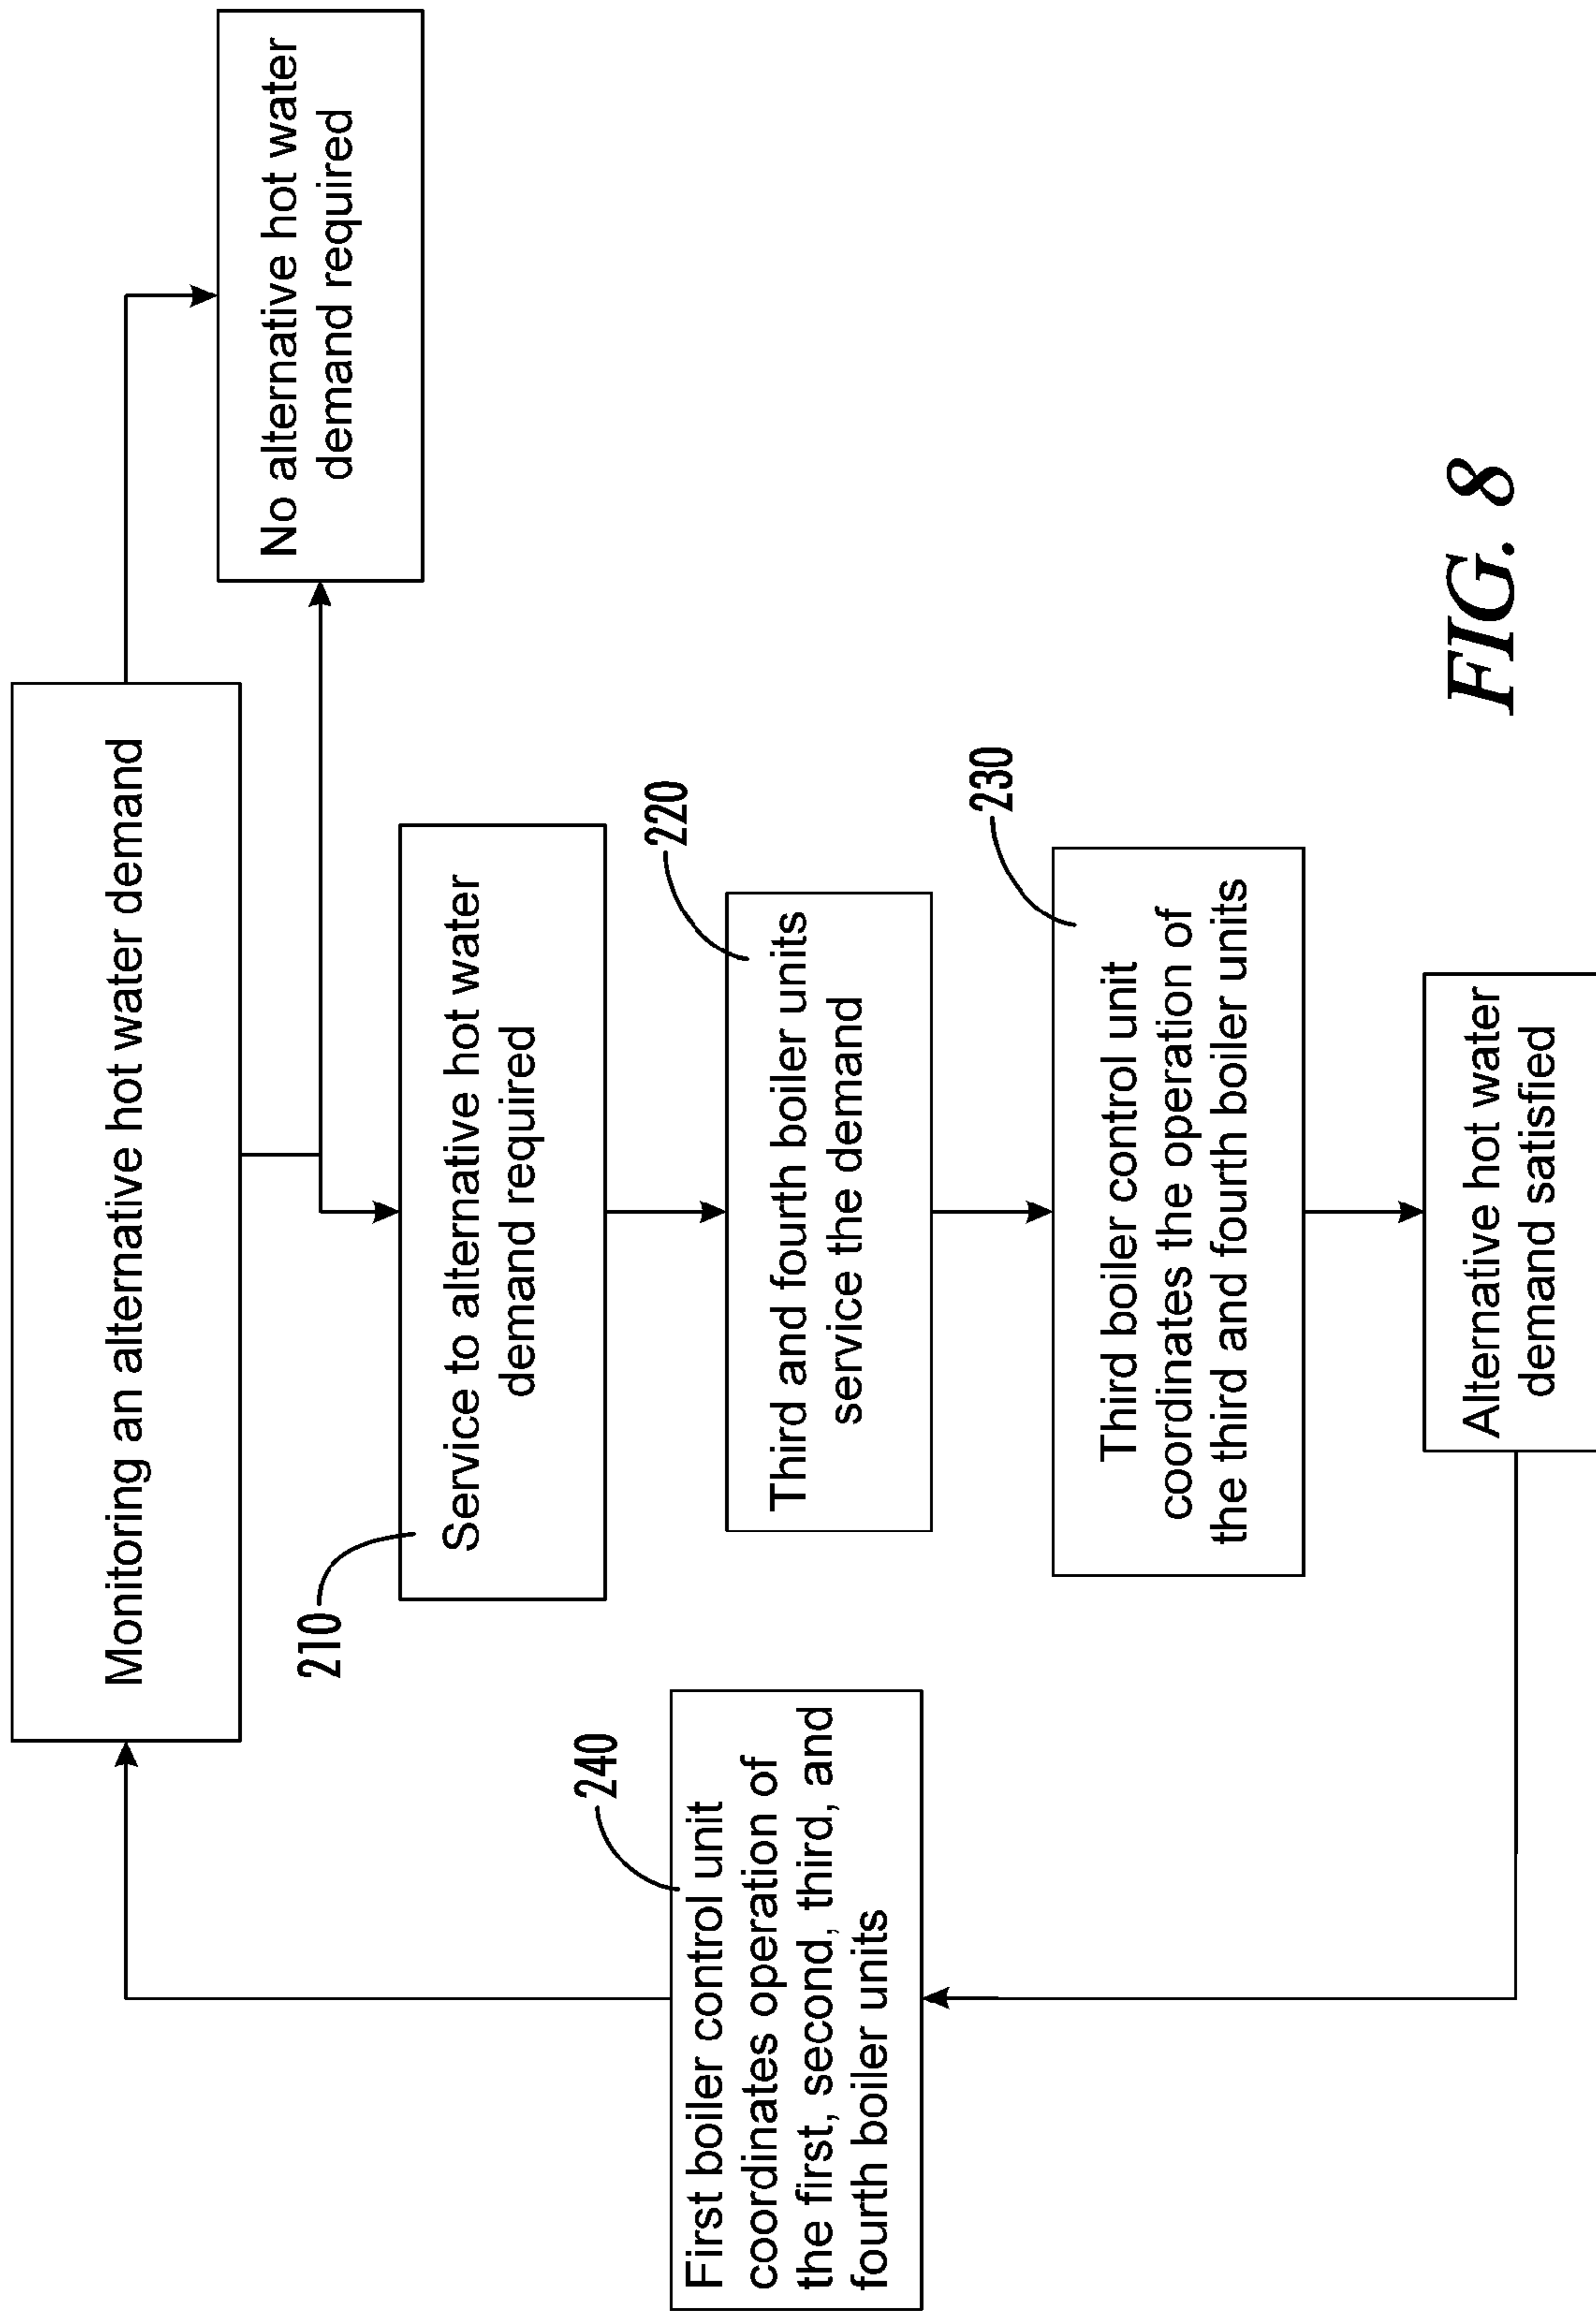 Monitoring an alternative hot water demand
No alternative hot water
demand required
210
Service to alternative hot water
demand required
220
Third and fourth boiler units
service the demand
230
Third boiler control unit
coordinates the operation of
the third and fourth boiler units
Alternative hot water
demand satisfied
240
First boiler control unit
coordinates operation of
the first, second, third, and
fourth boiler units
FIG. 8